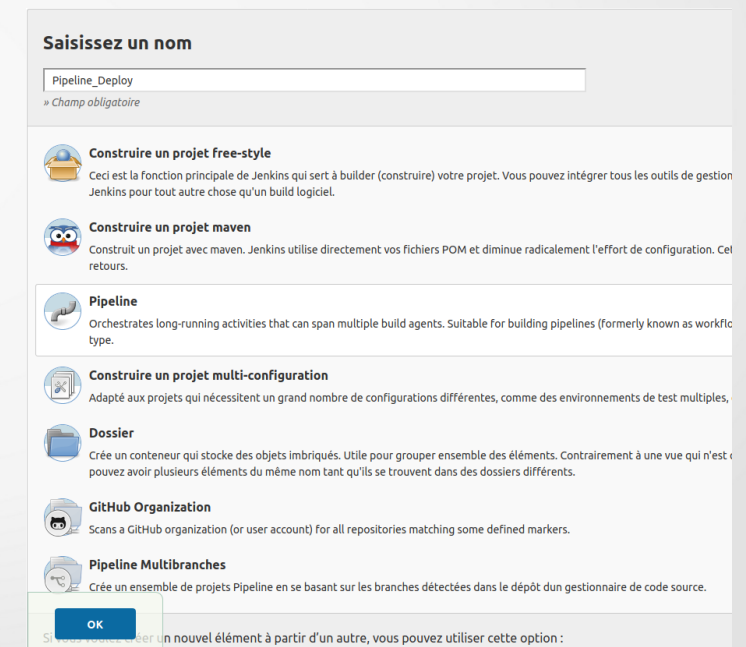 Saisissez un nom
Pipeline_Deploy
» Champ obligatoire
Construire un projet free-style
Ceci est la fonction principale de Jenkins qui sert à builder (construire) votre projet. Vous pouvez intégrer tous les outils de gestion
Jenkins pour tout autre chose qu'un build logiciel.
Construire un projet maven
Construit un projet avec maven. Jenkins utilise directement vos fichiers POM et diminue radicalement l'effort de configuration. Cet
retours.
Pipeline
Orchestrates long-running activities that can span multiple build agents. Suitable for building pipelines (formerly known as workflo
type.
Construire un projet multi-configuration
Adapté aux projets qui nécessitent un grand nombre de configurations différentes, comme des environnements de test multiples,
Dossier
Crée un conteneur qui stocke des objets imbriqués. Utile pour grouper ensemble des éléments. Contrairement à une vue qui n'est
pouvez avoir plusieurs éléments du même nom tant qu'ils se trouvent dans des dossiers différents.
GitHub Organization
Scans a GitHub organization (or user account) for all repositories matching some defined markers.
Pipeline Multibranches
Crée un ensemble de projets Pipeline en se basant sur les branches détectées dans le dépôt dun gestionnaire de code source.
OK
Si vous voulez créer un nouvel élément à partir d'un autre, vous pouvez utiliser cette option :